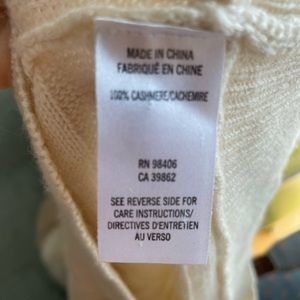 MADE IN CHINA
FABRIQUÉ EN CHINE
100% CASHMERE/CACHEMIRE
RN 98406
CA 39862
SEE REVERSE SIDE FOR
CARE INSTRUCTIONS/
DIRECTIVES D'ENTRETIEN
AU VERSO